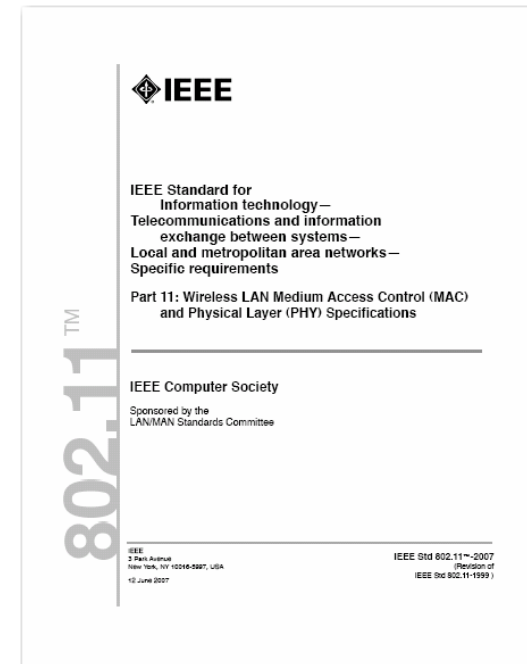 IEEE
IEEE Standard for
Information technology—
Telecommunications and information
exchange between systems—
Local and metropolitan area networks—
Specific requirements
Part 11: Wireless LAN Medium Access Control (MAC)
and Physical Layer (PHY) Specifications
802.11™
IEEE Computer Society
Sponsored by the
LAN/MAN Standards Committee
IEEE
3 Park Avenue
New York, NY 10016-5997, USA
12 June 2007
IEEE Std 802.11™-2007
(Revision of
IEEE Std 802.11-1999 )